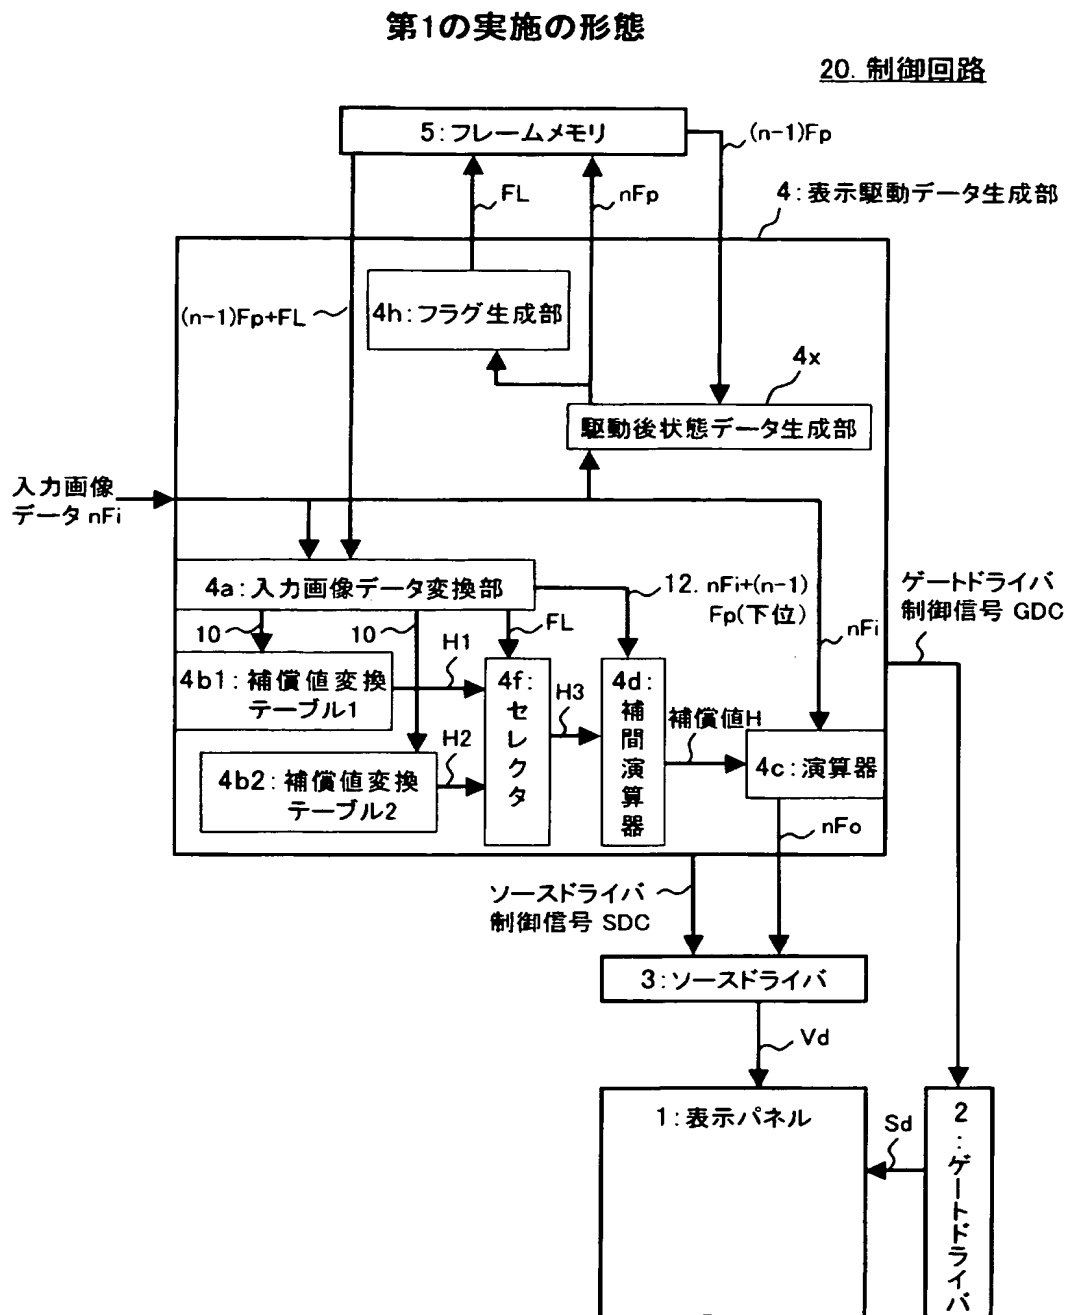 第1の実施の形態
20. 制御回路
5:フレームメモリ
(n-1)Fp
FL
nFp
4:表示駆動データ生成部
(n-1)Fp+FL
4h:フラグ生成部
4x
駆動後状態データ生成部
入力画像
データ nFi
4a:入力画像データ変換部
12. nFi+(n-1)
Fp(下位)
nFi
ゲートドライバ
制御信号 GDC
10
10
FL
4b1:補償値変換
テーブル1
H1
4f:セレクタ
H3
4d:補間演算器
補償値H
4c:演算器
H2
4b2:補償値変換
テーブル2
nFo
ソースドライバ
制御信号 SDC
3:ソースドライバ
Vd
1:表示パネル
Sd
2:ゲートドライバ